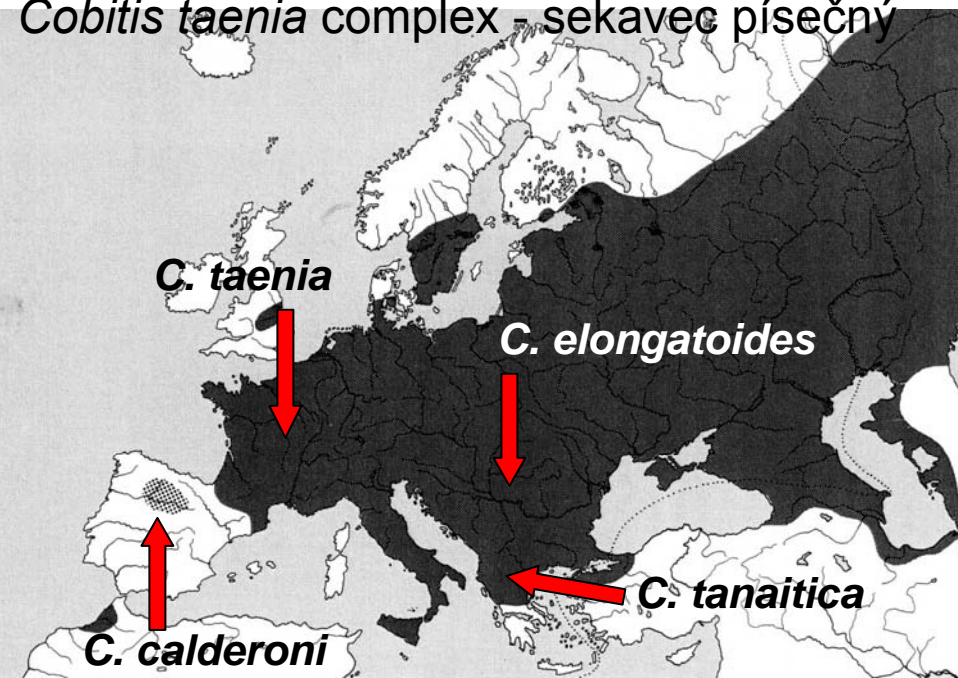 Cobitis taenia complex - sekavec písečný
C. taenia
C. elongatoides
C. tanaitica
C. calderoni